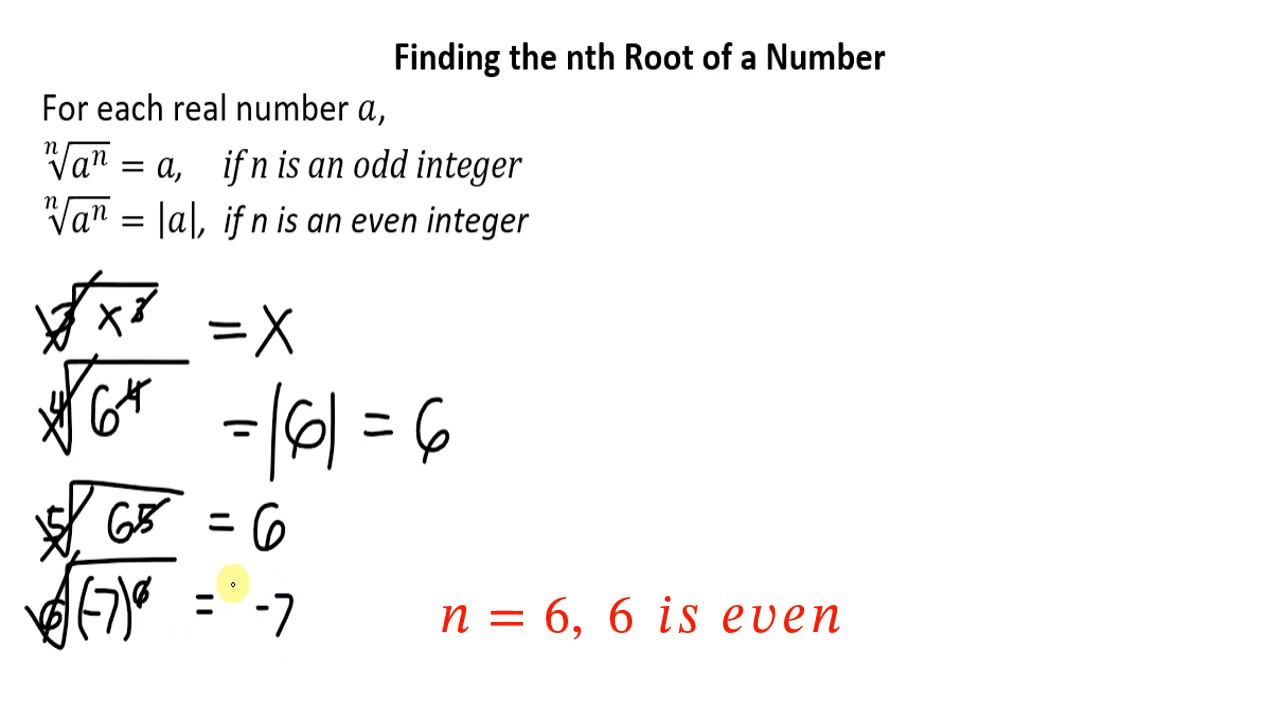 Finding the nth Root of a Number
For each real number a,
ⁿ√aⁿ = a, if n is an odd integer
ⁿ√aⁿ = |a|, if n is an even integer
³√x³ = x
⁴√6⁴ = |6| = 6
⁵√6⁵ = 6
⁶√(-7)⁶ = -7 n = 6, 6 is even